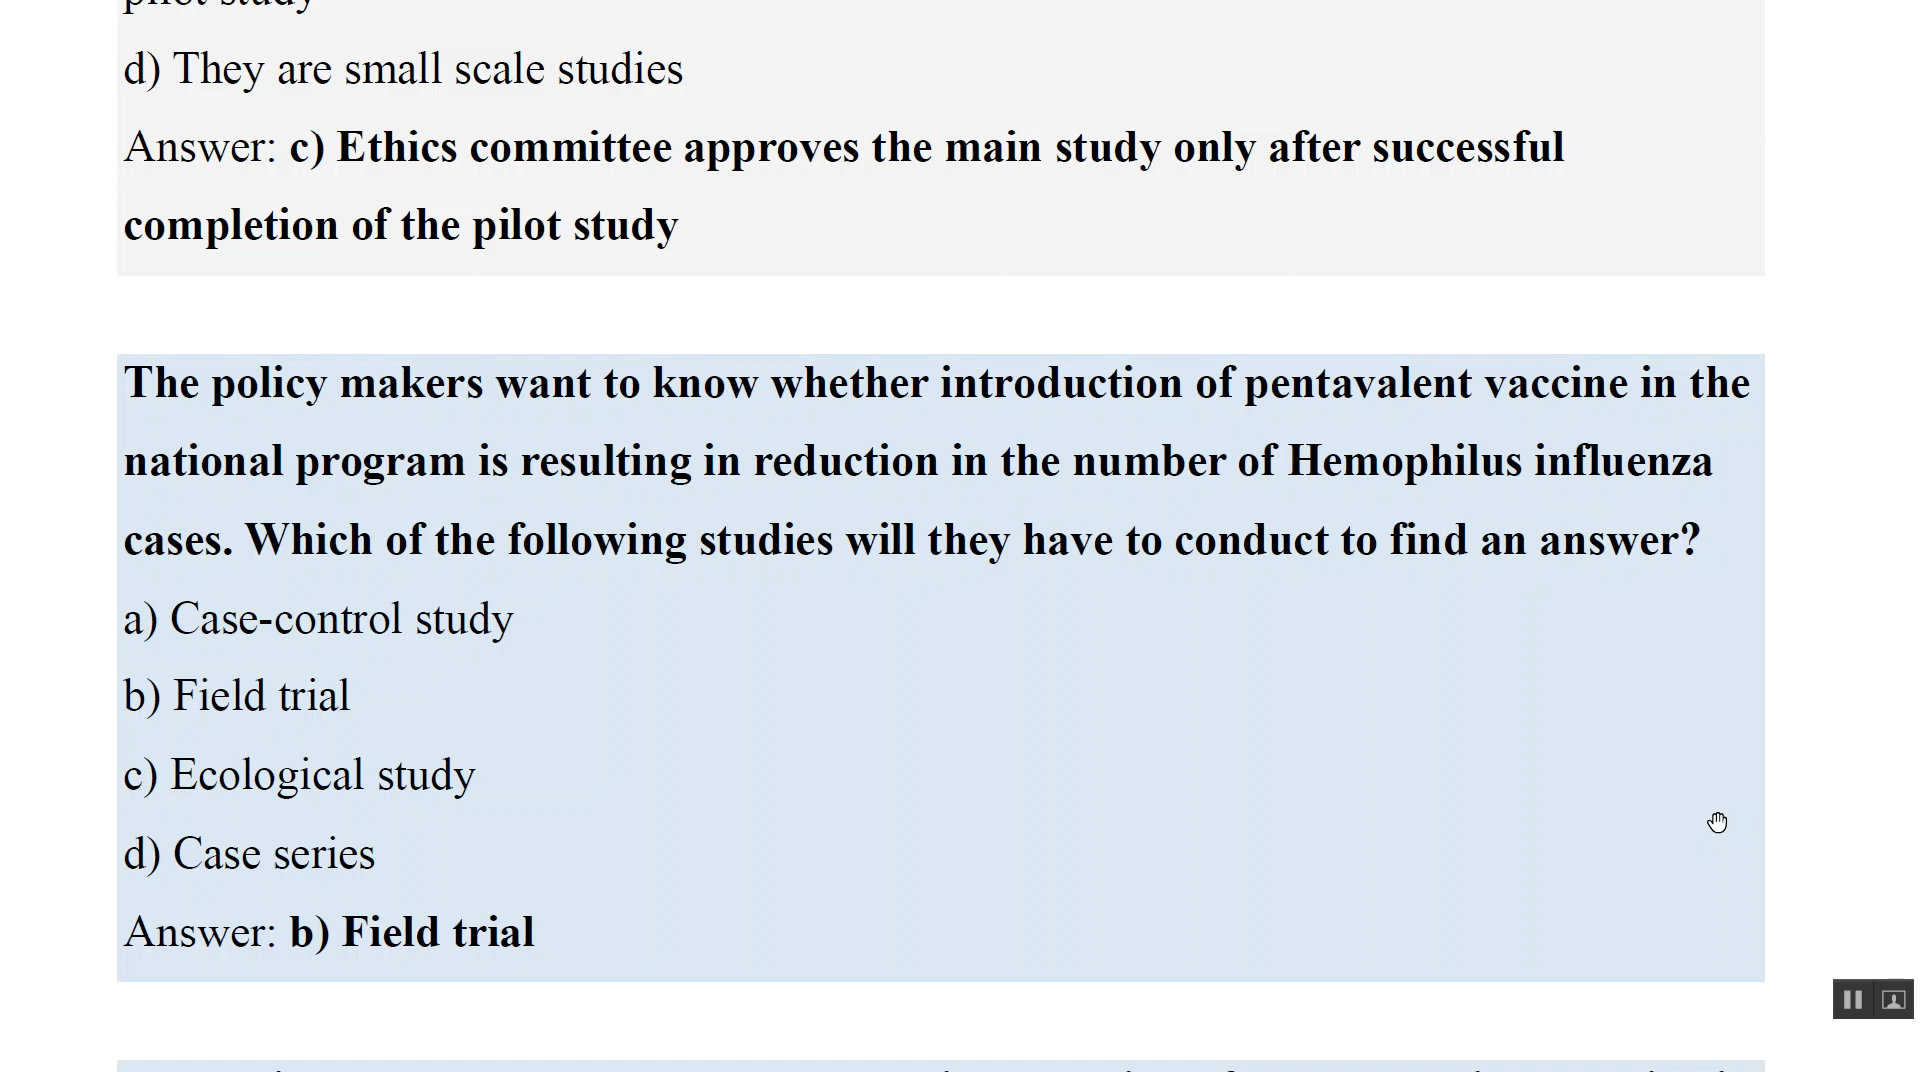 pilot study
d) They are small scale studies
Answer: c) Ethics committee approves the main study only after successful
completion of the pilot study
The policy makers want to know whether introduction of pentavalent vaccine in the
national program is resulting in reduction in the number of Hemophilus influenza
cases. Which of the following studies will they have to conduct to find an answer?
a) Case-control study
b) Field trial
c) Ecological study
d) Case series
Answer: b) Field trial